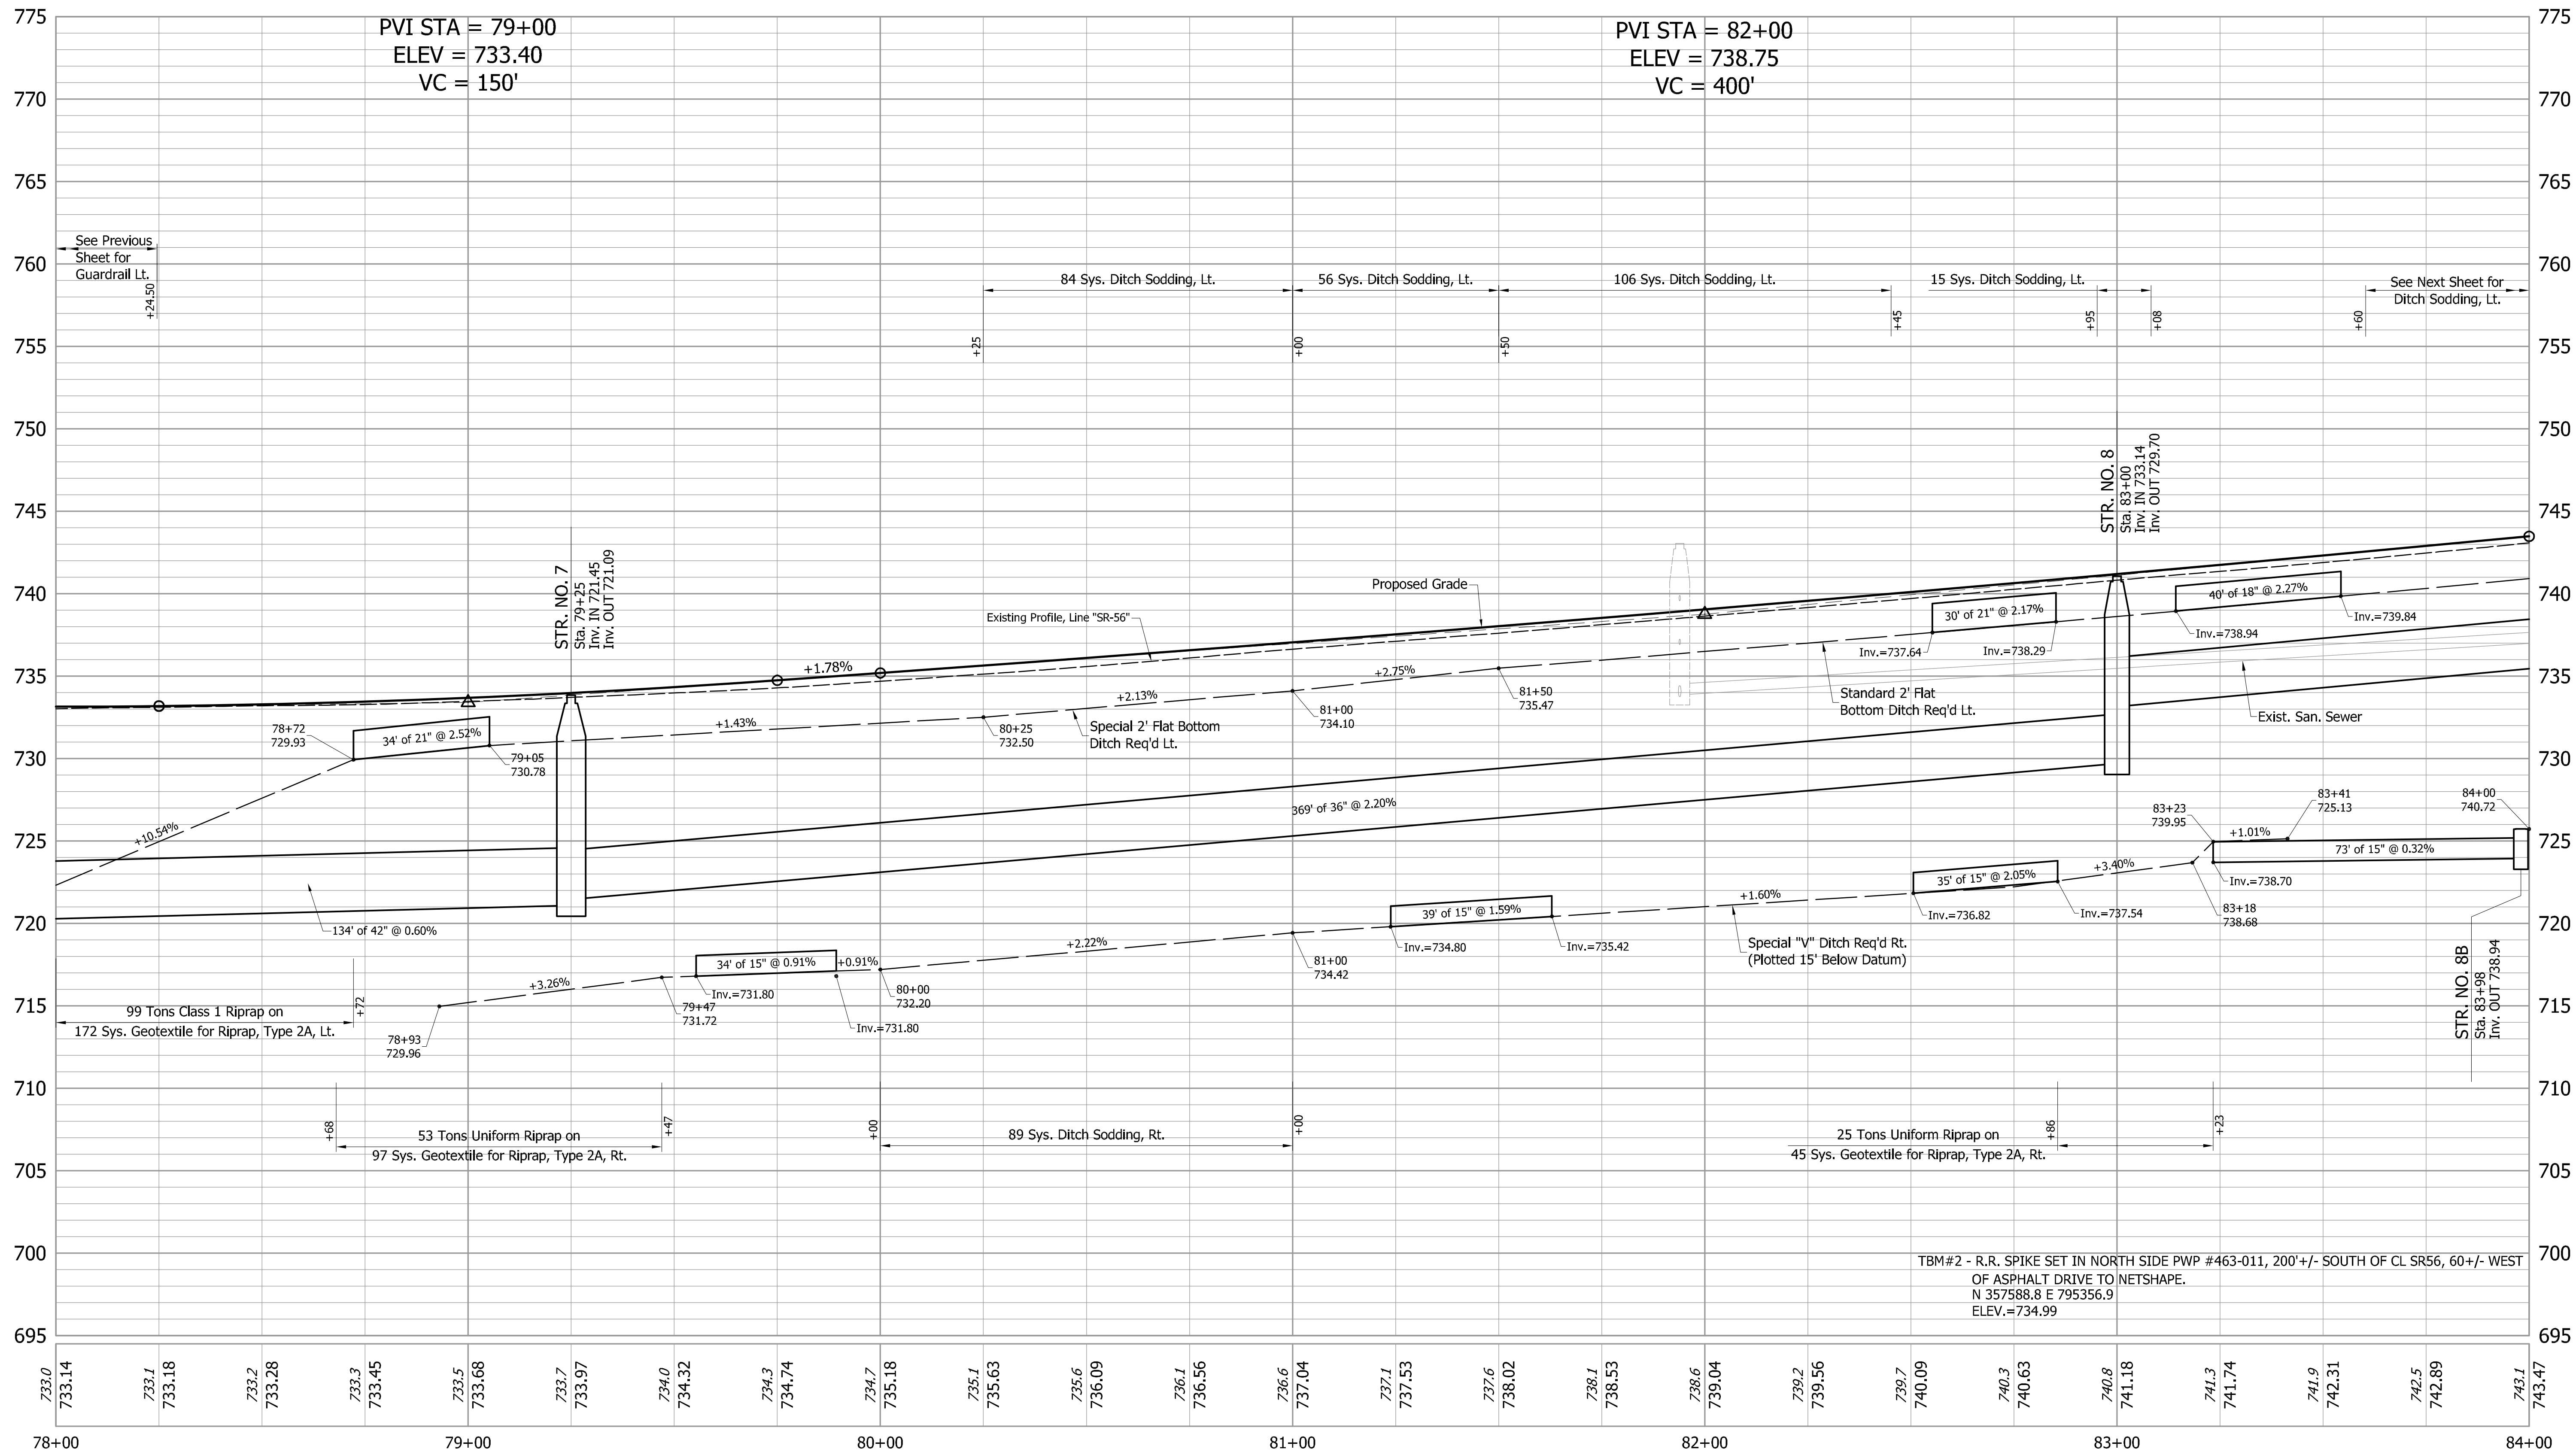 775
770
765
760
755
750
745
740
735
730
725
720
715
710
705
700
695
775
770
765
760
755
750
745
740
735
730
725
720
715
710
705
700
695
PVI STA = 79+00
ELEV = 733.40
VC = 150'
PVI STA = 82+00
ELEV = 738.75
VC = 400'
See Previous
Sheet for
Guardrail Lt.
+24.50
84 Sys. Ditch Sodding, Lt.
56 Sys. Ditch Sodding, Lt.
106 Sys. Ditch Sodding, Lt.
15 Sys. Ditch Sodding, Lt.
See Next Sheet for
Ditch Sodding, Lt.
+25
+00
+50
+45
+95
+08
+60
STR. NO. 7
Sta. 79+25
Inv. IN 721.45
Inv. OUT 721.09
STR. NO. 8
Sta. 83+00
Inv. IN 733.14
Inv. OUT 729.70
Proposed Grade
Existing Profile, Line "SR-56"
+1.78%
78+72
729.93
34' of 21" @ 2.52%
79+05
730.78
+1.43%
80+25
732.50
+2.13%
Special 2' Flat Bottom
Ditch Req'd Lt.
81+00
734.10
+2.75%
81+50
735.47
Standard 2' Flat
Bottom Ditch Req'd Lt.
30' of 21" @ 2.17%
Inv.=737.64
Inv.=738.29
40' of 18" @ 2.27%
Inv.=738.94
Inv.=739.84
Exist. San. Sewer
+10.54%
134' of 42" @ 0.60%
369' of 36" @ 2.20%
99 Tons Class 1 Riprap on
172 Sys. Geotextile for Riprap, Type 2A, Lt.
+72
78+93
729.96
+3.26%
79+47
731.72
34' of 15" @ 0.91%
Inv.=731.80
+0.91%
Inv.=731.80
80+00
732.20
+2.22%
81+00
734.42
39' of 15" @ 1.59%
Inv.=734.80
Inv.=735.42
+1.60%
Special "V" Ditch Req'd Rt.
(Plotted 15' Below Datum)
35' of 15" @ 2.05%
Inv.=736.82
Inv.=737.54
+3.40%
83+18
738.68
83+23
739.95
+1.01%
83+41
725.13
73' of 15" @ 0.32%
Inv.=738.70
84+00
740.72
STR. NO. 8B
Sta. 83+98
Inv. OUT 738.94
+68
53 Tons Uniform Riprap on
97 Sys. Geotextile for Riprap, Type 2A, Rt.
+47
+00
89 Sys. Ditch Sodding, Rt.
+00
25 Tons Uniform Riprap on
45 Sys. Geotextile for Riprap, Type 2A, Rt.
+86
+23
TBM#2 - R.R. SPIKE SET IN NORTH SIDE PWP #463-011, 200'+/- SOUTH OF CL SR56, 60+/- WEST
OF ASPHALT DRIVE TO NETSHAPE.
N 357588.8 E 795356.9
ELEV.=734.99
733.0
733.14
733.1
733.18
733.2
733.28
733.3
733.45
733.5
733.68
733.7
733.97
734.0
734.32
734.3
734.74
734.7
735.18
735.1
735.63
735.6
736.09
736.1
736.56
736.6
737.04
737.1
737.53
737.6
738.02
738.1
738.53
738.6
739.04
739.2
739.56
739.7
740.09
740.3
740.63
740.8
741.18
741.3
741.74
741.9
742.31
742.5
742.89
743.1
743.47
78+00
79+00
80+00
81+00
82+00
83+00
84+00